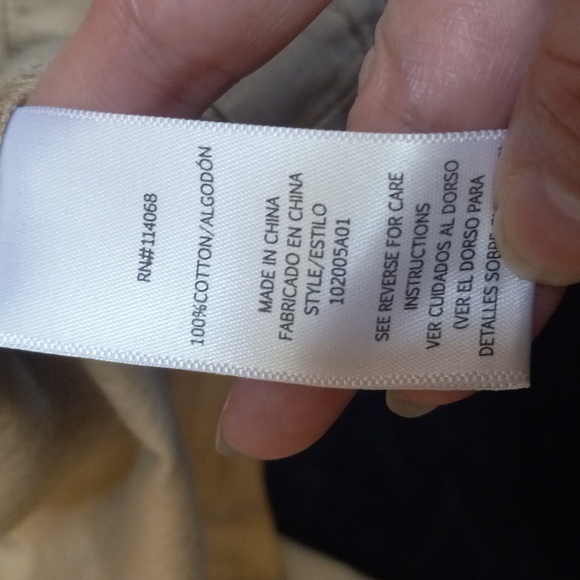 RN#114068
100%COTTON/ALGODÓN
MADE IN CHINA
FABRICADO EN CHINA
STYLE/ESTILO
102005A01
SEE REVERSE FOR CARE
INSTRUCTIONS
VER CUIDADOS AL DORSO
(VER EL DORSO PARA
DETALLES SOBRE